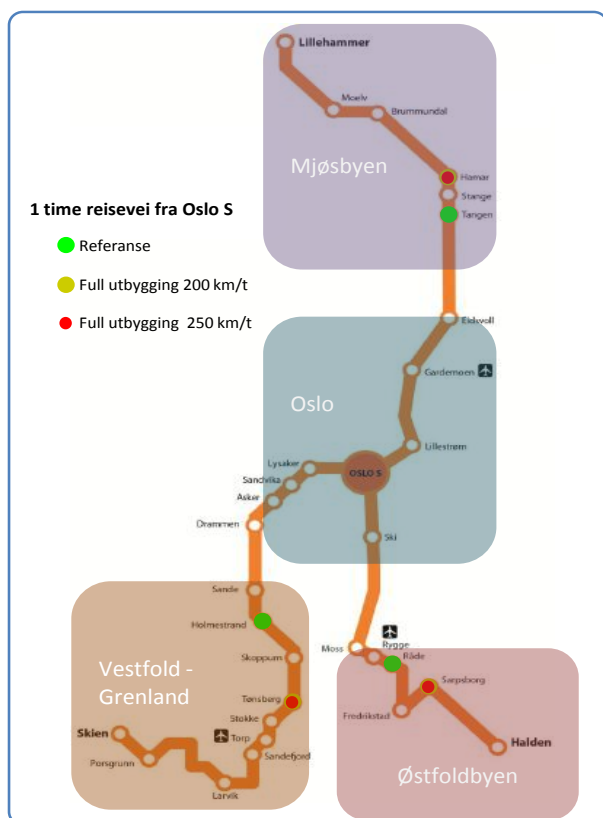 Lillehammer
Moelv
Brummundal
Mjøsbyen
Hamar
Stange
1 time reisevei fra Oslo S
Tangen
Referanse
Full utbygging 200 km/t
Full utbygging 250 km/t
Eidsvoll
Gardemoen
Oslo
Lillestrøm
Lysaker
OSLO S
Sandvika
Asker
Drammen
Ski
Sande
Holmestrand
Moss
Rygge
Råde
Skoppum
Vestfold -
Grenland
Tønsberg
Sarpsborg
Stokke
Fredrikstad
Skien
Torp
Halden
Sandefjord
Porsgrunn
Østfoldbyen
Larvik